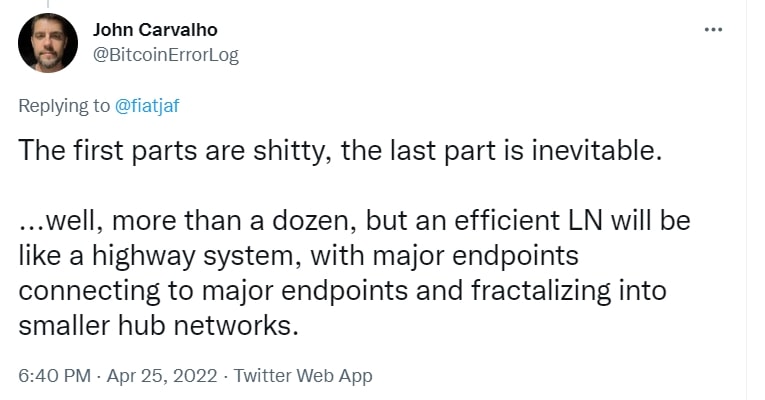 John Carvalho
@BitcoinErrorLog
Replying to @fiatjaf
The first parts are shitty, the last part is inevitable.
...well, more than a dozen, but an efficient LN will be
like a highway system, with major endpoints
connecting to major endpoints and fractalizing into
smaller hub networks.
6:40 PM · Apr 25, 2022 · Twitter Web App